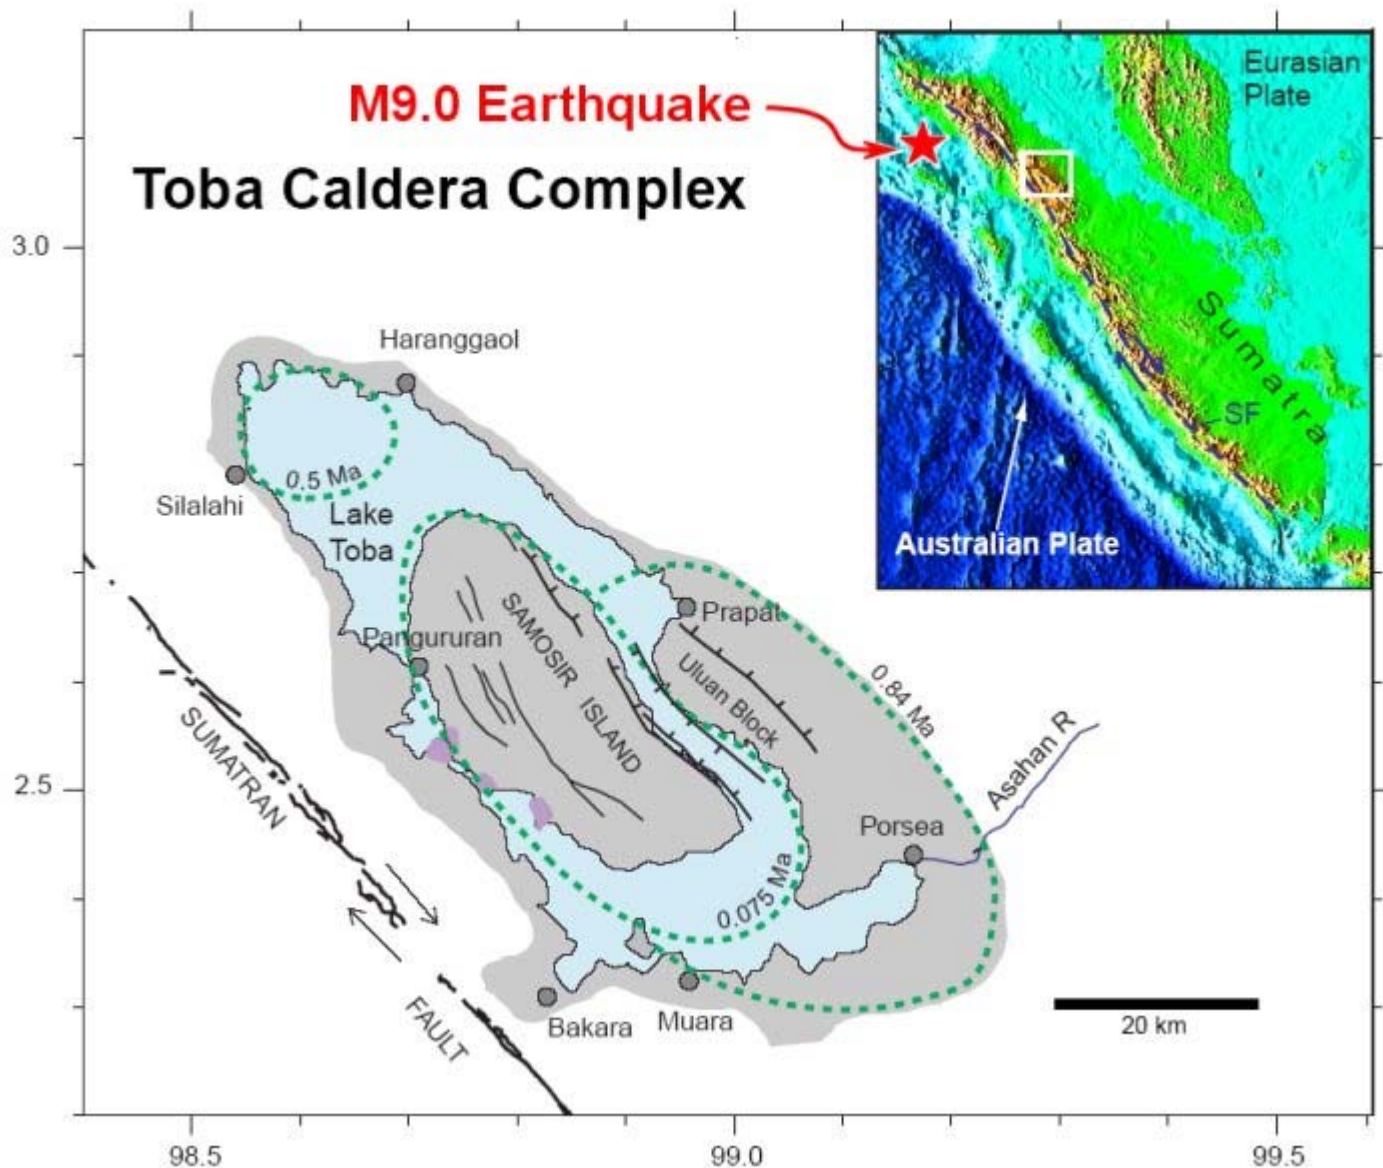 M9.0 Earthquake
Toba Caldera Complex
Eurasian
Plate
Sumatra
SF
Australian Plate
3.0
2.5
98.5
99.0
99.5
Haranggaol
0.5 Ma
Silalahi
Lake
Toba
Pangururan
SAMOSIR ISLAND
Prapat
Uluan Block
0.84 Ma
Asahan R
Porsea
0.075 Ma
SUMATRAN
FAULT
Bakara
Muara
20 km